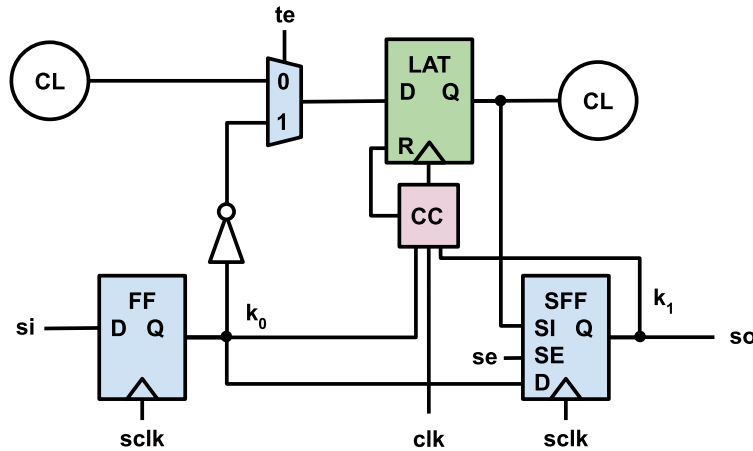 te
CL
0
1
LAT
D Q
R
CL
CC
FF
D Q
si
sclk
k0
clk
SFF
SI Q
SE
D
se
sclk
k1
so